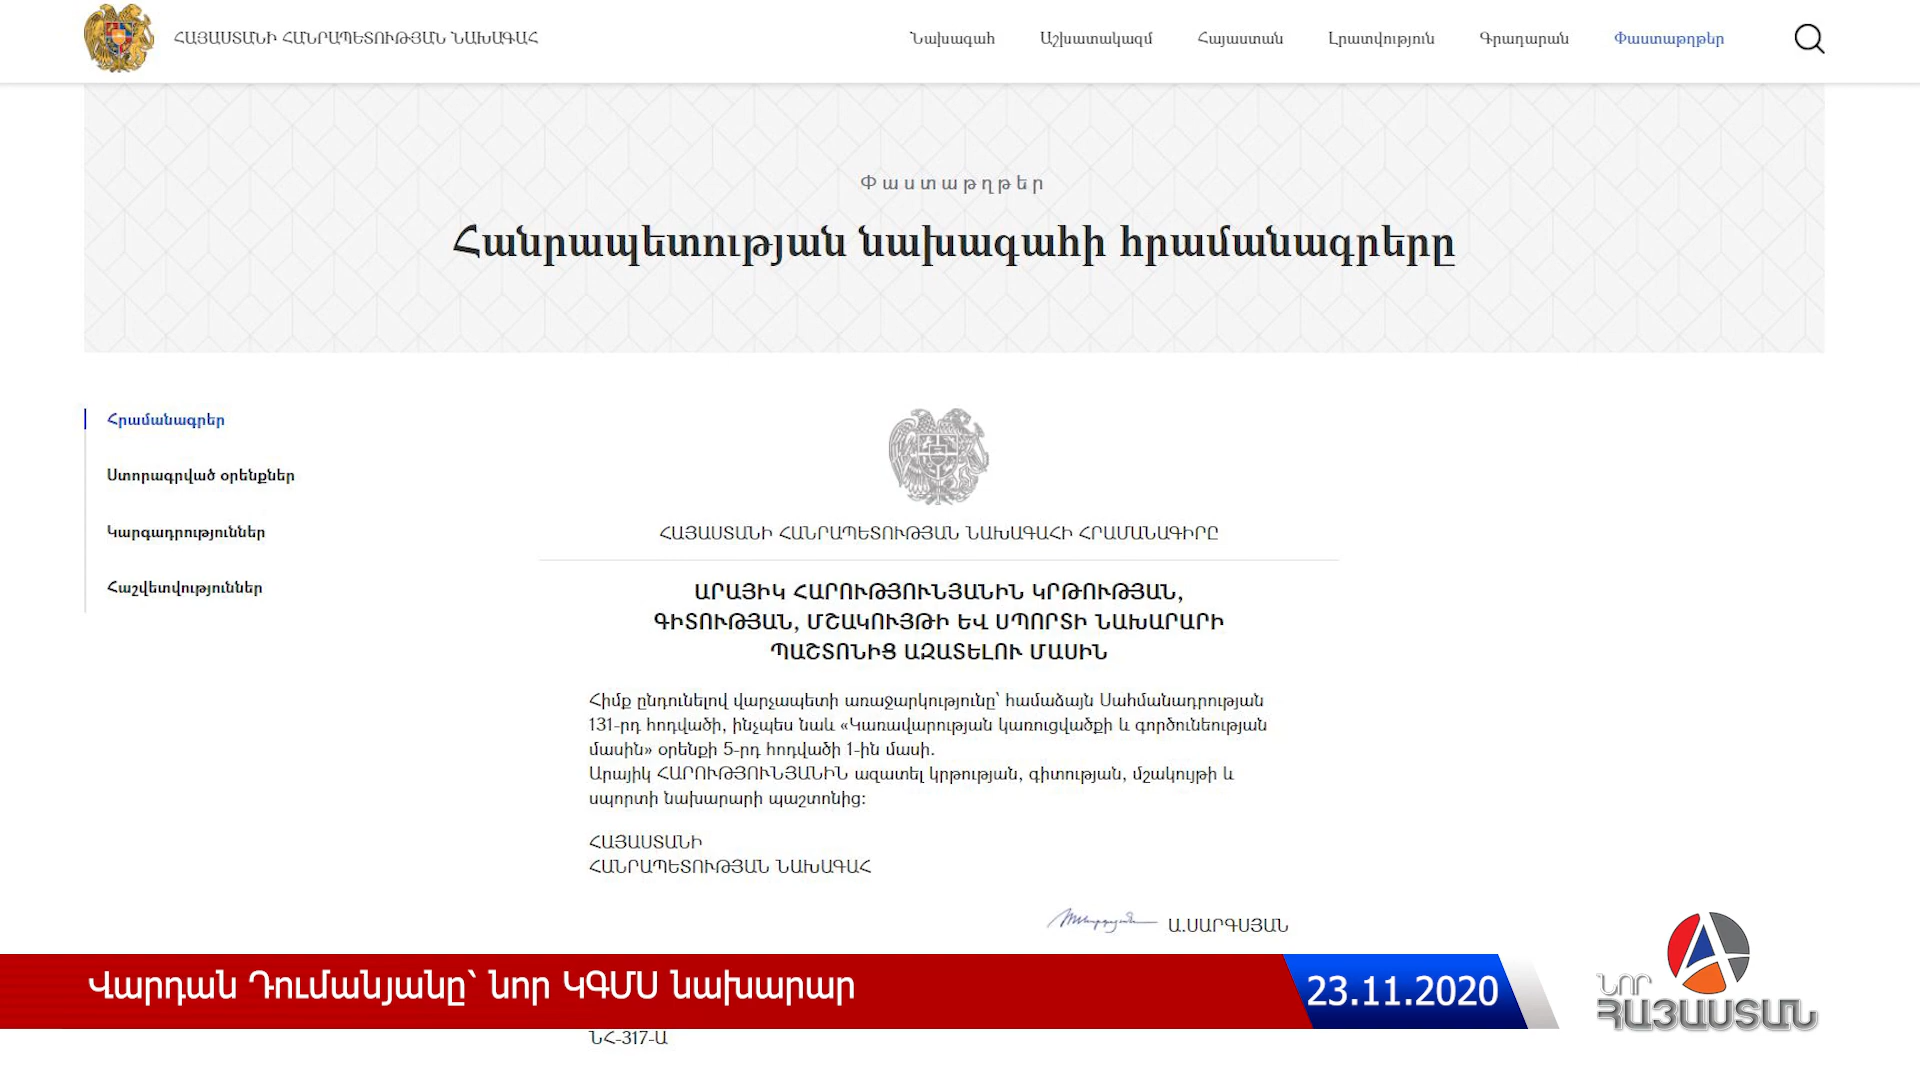 ՀԱՅԱՍՏԱՆԻ ՀԱՆՐԱՊԵՏՈՒԹՅԱՆ ՆԱԽԱԳԱՀ
Նախագահ Աշխատակազմ Հայաստան Լրատվություն Գրադարան Փաստաթղթեր
Փաստաթղթեր
Հանրապետության նախագահի հրամանագրերը
Հրամանագրեր
Ստորագրված օրենքներ
Կարգադրություններ
Հաշվետվություններ
ՀԱՅԱՍՏԱՆԻ ՀԱՆՐԱՊԵՏՈՒԹՅԱՆ ՆԱԽԱԳԱՀԻ ՀՐԱՄԱՆԱԳԻՐԸ
ԱՐԱՅԻԿ ՀԱՐՈՒԹՅՈՒՆՅԱՆԻՆ ԿՐԹՈՒԹՅԱՆ,
ԳԻՏՈՒԹՅԱՆ, ՄՇԱԿՈՒՅԹԻ ԵՎ ՍՊՈՐՏԻ ՆԱԽԱՐԱՐԻ
ՊԱՇՏՈՆԻՑ ԱԶԱՏԵԼՈՒ ՄԱՍԻՆ
Հիմք ընդունելով վարչապետի առաջարկությունը՝ համաձայն Սահմանադրության
131-րդ հոդվածի, ինչպես նաև «Կառավարության կառուցվածքի և գործունեության
մասին» օրենքի 5-րդ հոդվածի 1-ին մասի.
Արայիկ ՀԱՐՈՒԹՅՈՒՆՅԱՆԻՆ ազատել կրթության, գիտության, մշակույթի և
սպորտի նախարարի պաշտոնից:
ՀԱՅԱՍՏԱՆԻ
ՀԱՆՐԱՊԵՏՈՒԹՅԱՆ ՆԱԽԱԳԱՀ
Ա.ՍԱՐԳՍՅԱՆ
Վարդան Դումանյանը՝ նոր ԿԳՄՍ նախարար
23.11.2020
ՆՈՐ
ՀԱՅԱՍՏԱՆ
ՆՀ-317-Ա